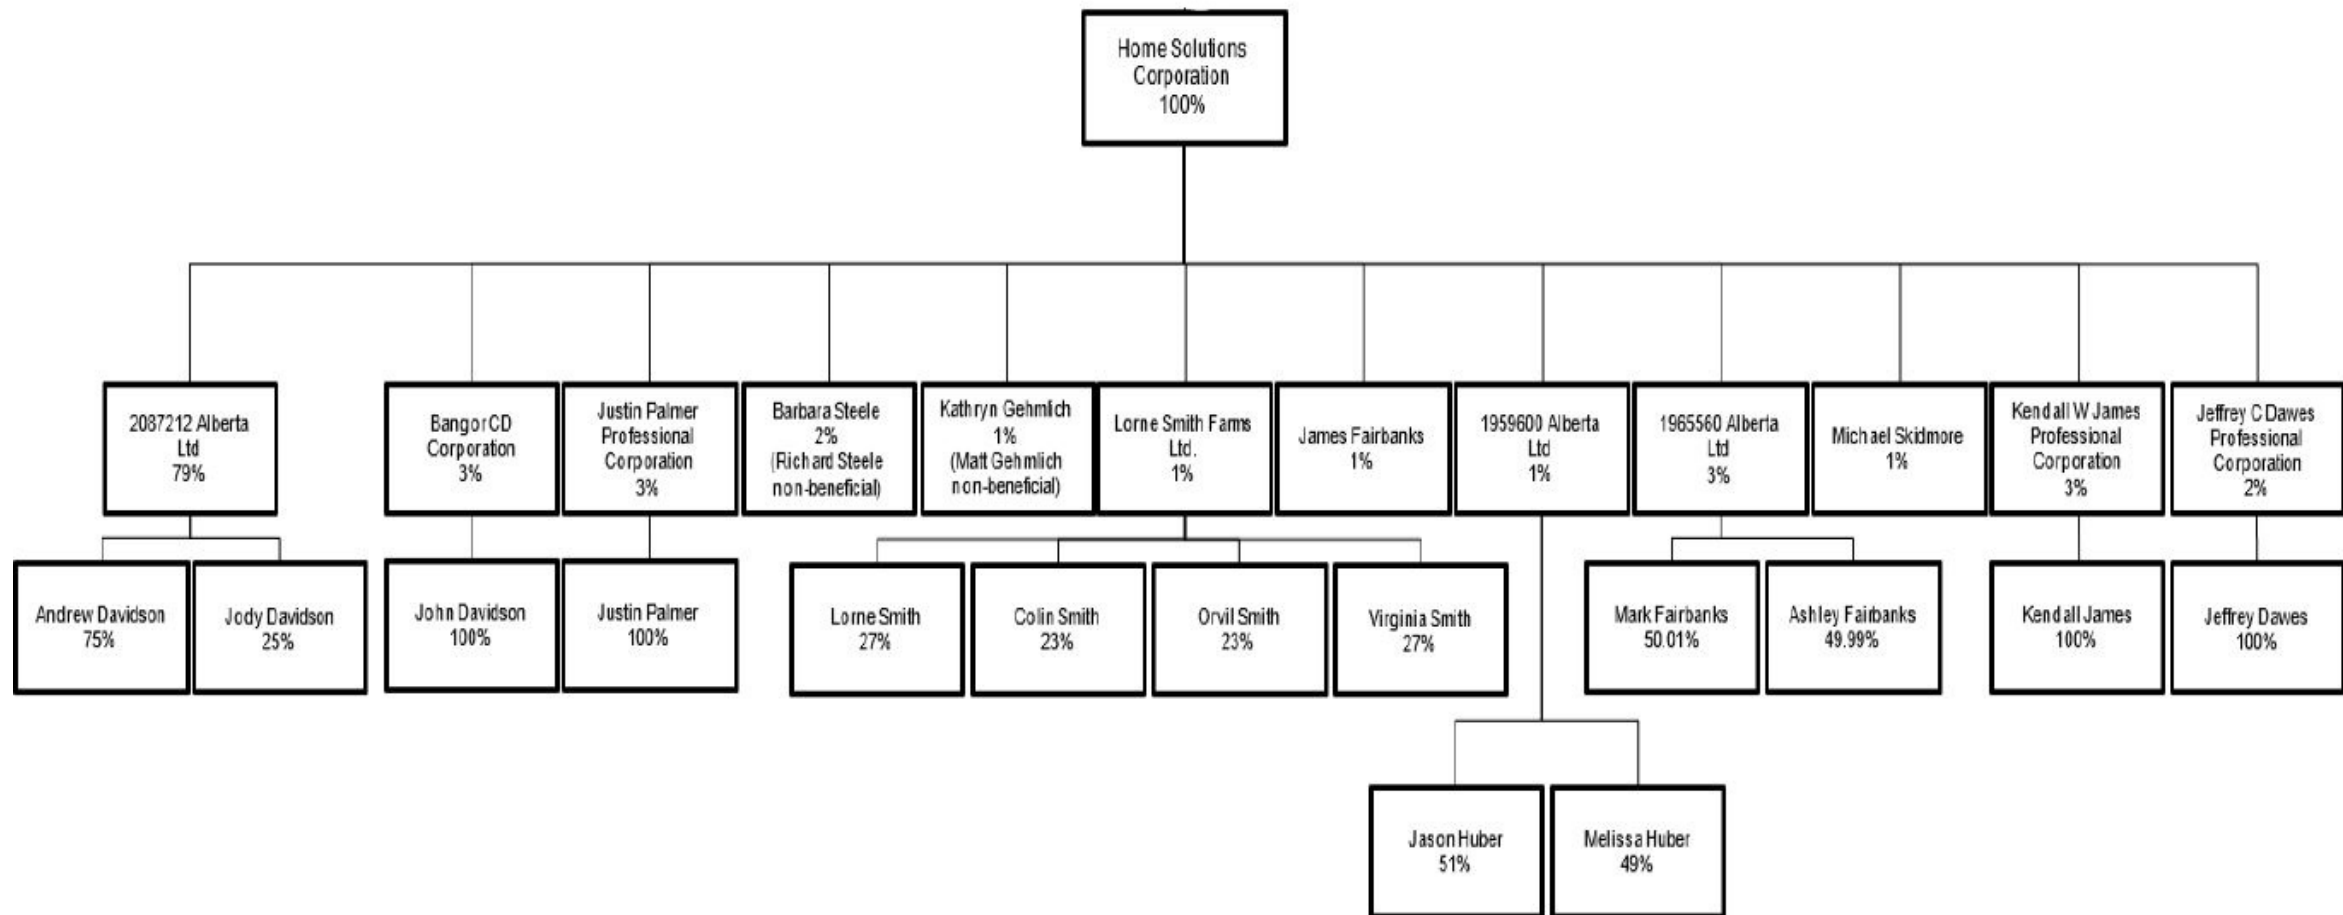 Home Solutions
Corporation
100%
2087212 Alberta
Ltd
79%
Bangor CD
Corporation
3%
Justin Palmer
Professional
Corporation
3%
Barbara Steele
2%
(Richard Steele
non-beneficial)
Kathryn Gehmlich
1%
(Matt Gehmlich
non-beneficial)
Lorne Smith Farms
Ltd.
1%
James Fairbanks
1%
1959600 Alberta
Ltd
1%
1965560 Alberta
Ltd
3%
Michael Skidmore
1%
Kendall W James
Professional
Corporation
3%
Jeffrey C Dawes
Professional
Corporation
2%
Andrew Davidson
75%
Jody Davidson
25%
John Davidson
100%
Justin Palmer
100%
Lorne Smith
27%
Colin Smith
23%
Orvil Smith
23%
Virginia Smith
27%
Mark Fairbanks
50.01%
Ashley Fairbanks
49.99%
Kendall James
100%
Jeffrey Dawes
100%
Jason Huber
51%
Melissa Huber
49%